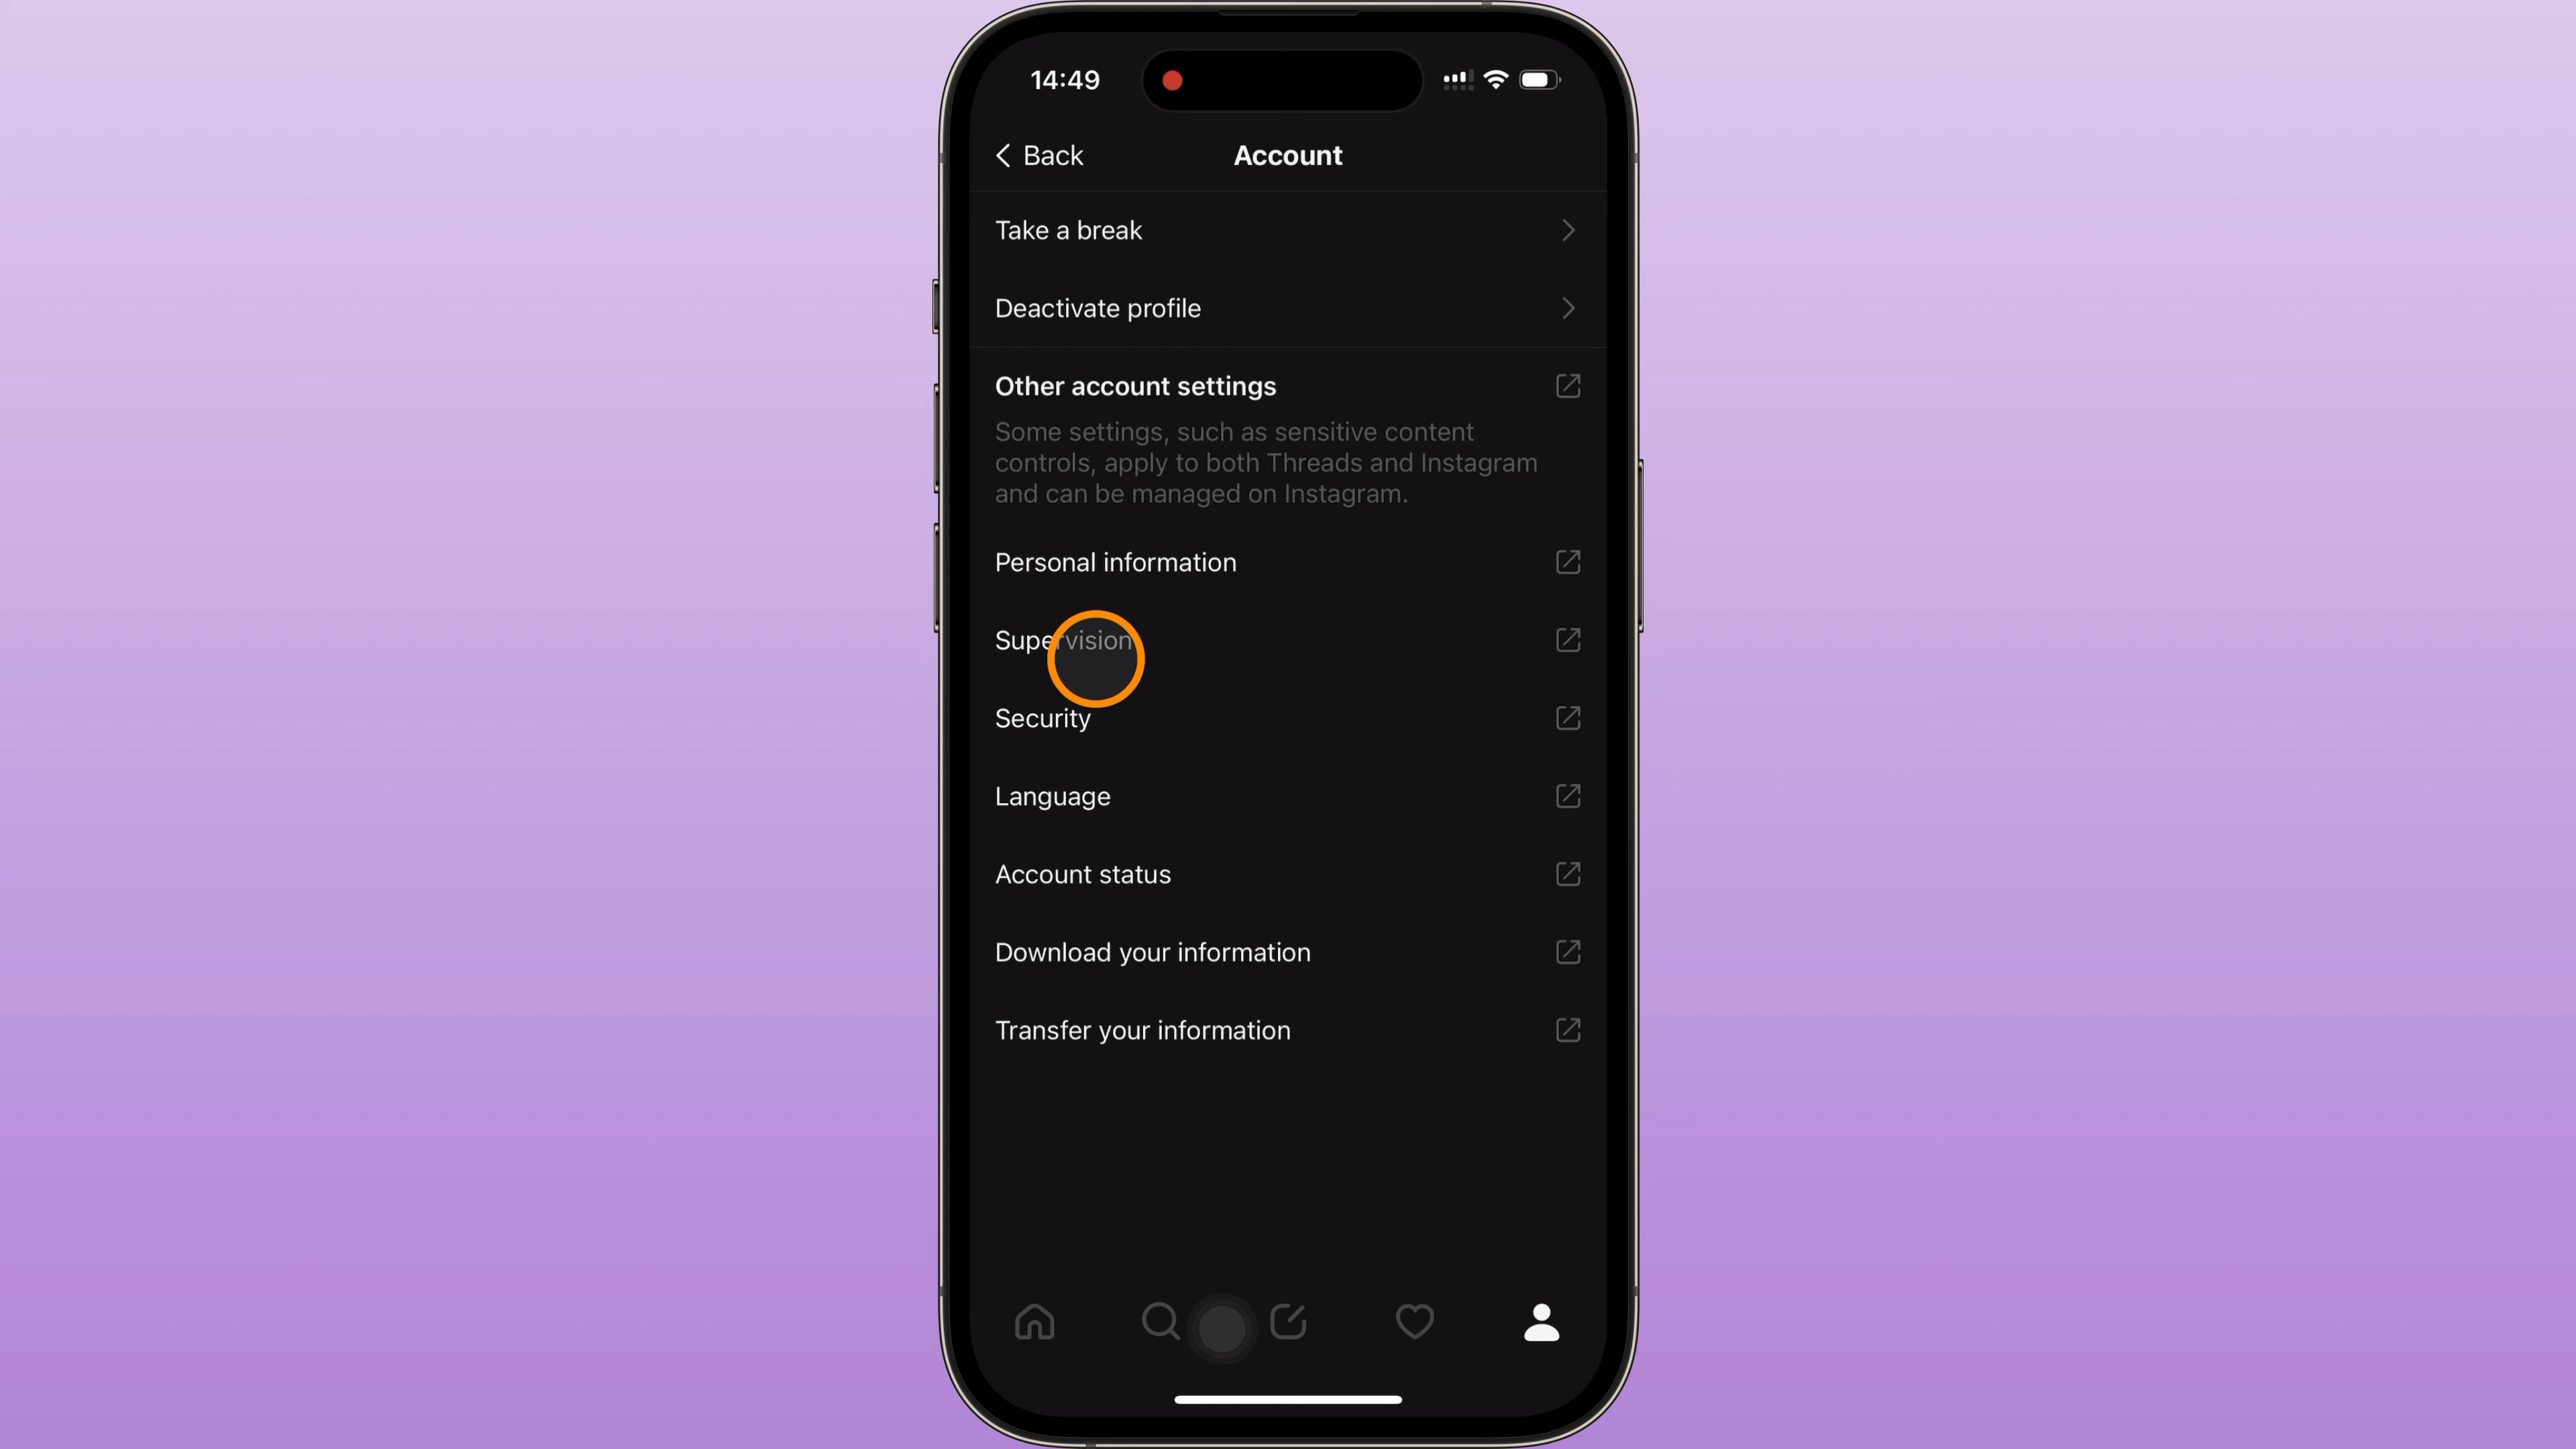 14:49
Back
Account
Take a break
Deactivate profile
Other account settings
Some settings, such as sensitive content
controls, apply to both Threads and Instagram
and can be managed on Instagram.
Personal information
Supervision
Security
Language
Account status
Download your information
Transfer your information